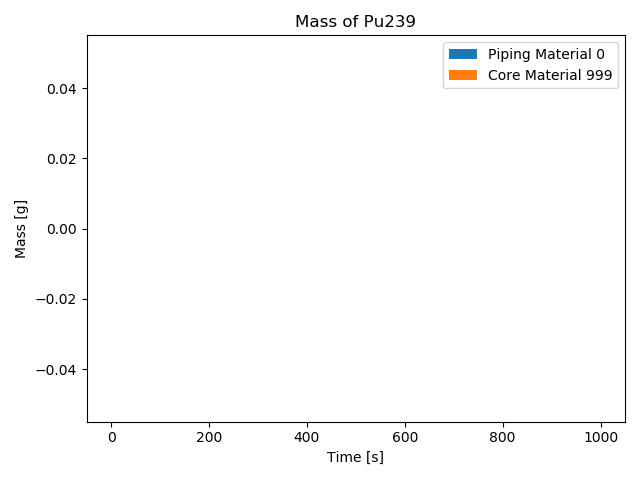 Mass of Pu239
Piping Material 0
Core Material 999
0.04
0.02
0.00
−0.02
−0.04
Mass [g]
0 200 400 600 800 1000
Time [s]